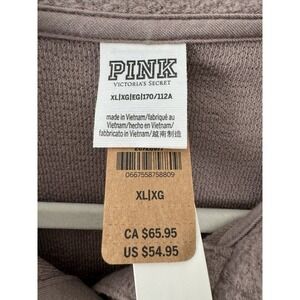 PINK
VICTORIA'S SECRET
XL|XG|EG|170/112A
made in Vietnam/fabriqué au
Vietnam/hecho en Vietnam/
fabbricato in Vietnam/越南制造
0667558758809
XL|XG
CA $65.95
US $54.95